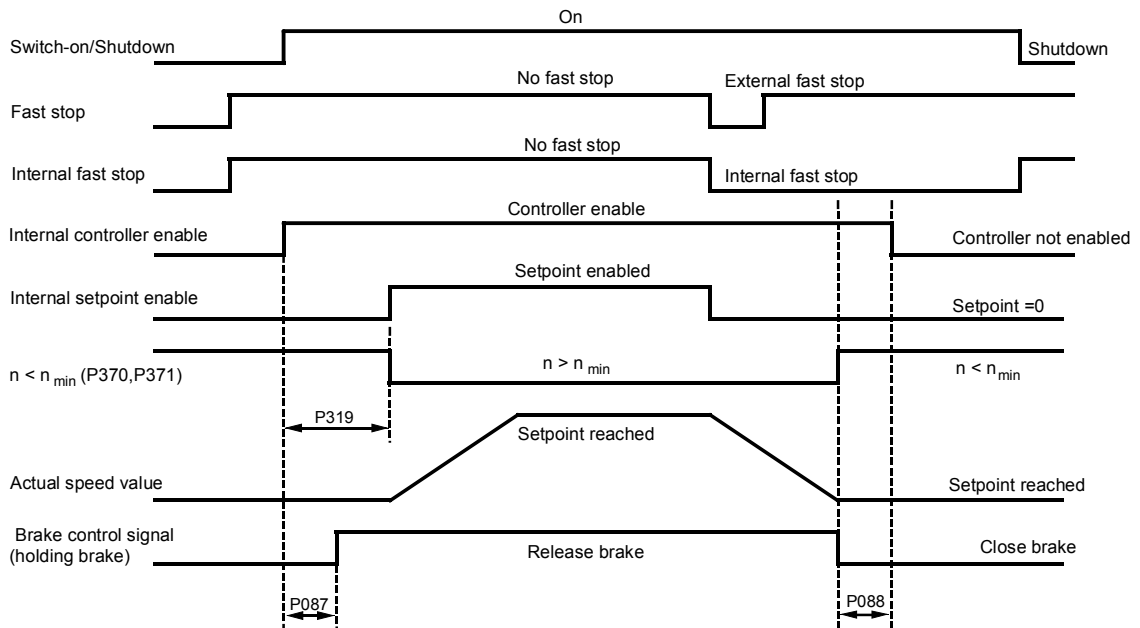 On
Switch-on/Shutdown
Shutdown
No fast stop
External fast stop
Fast stop
No fast stop
Internal fast stop
Internal fast stop
Controller enable
Internal controller enable
Controller not enabled
Setpoint enabled
Internal setpoint enable
Setpoint =0
n < n min (P370,P371)
n > n min
n < n min
P319
Setpoint reached
Actual speed value
Setpoint reached
Brake control signal
(holding brake)
Release brake
Close brake
P087
P088